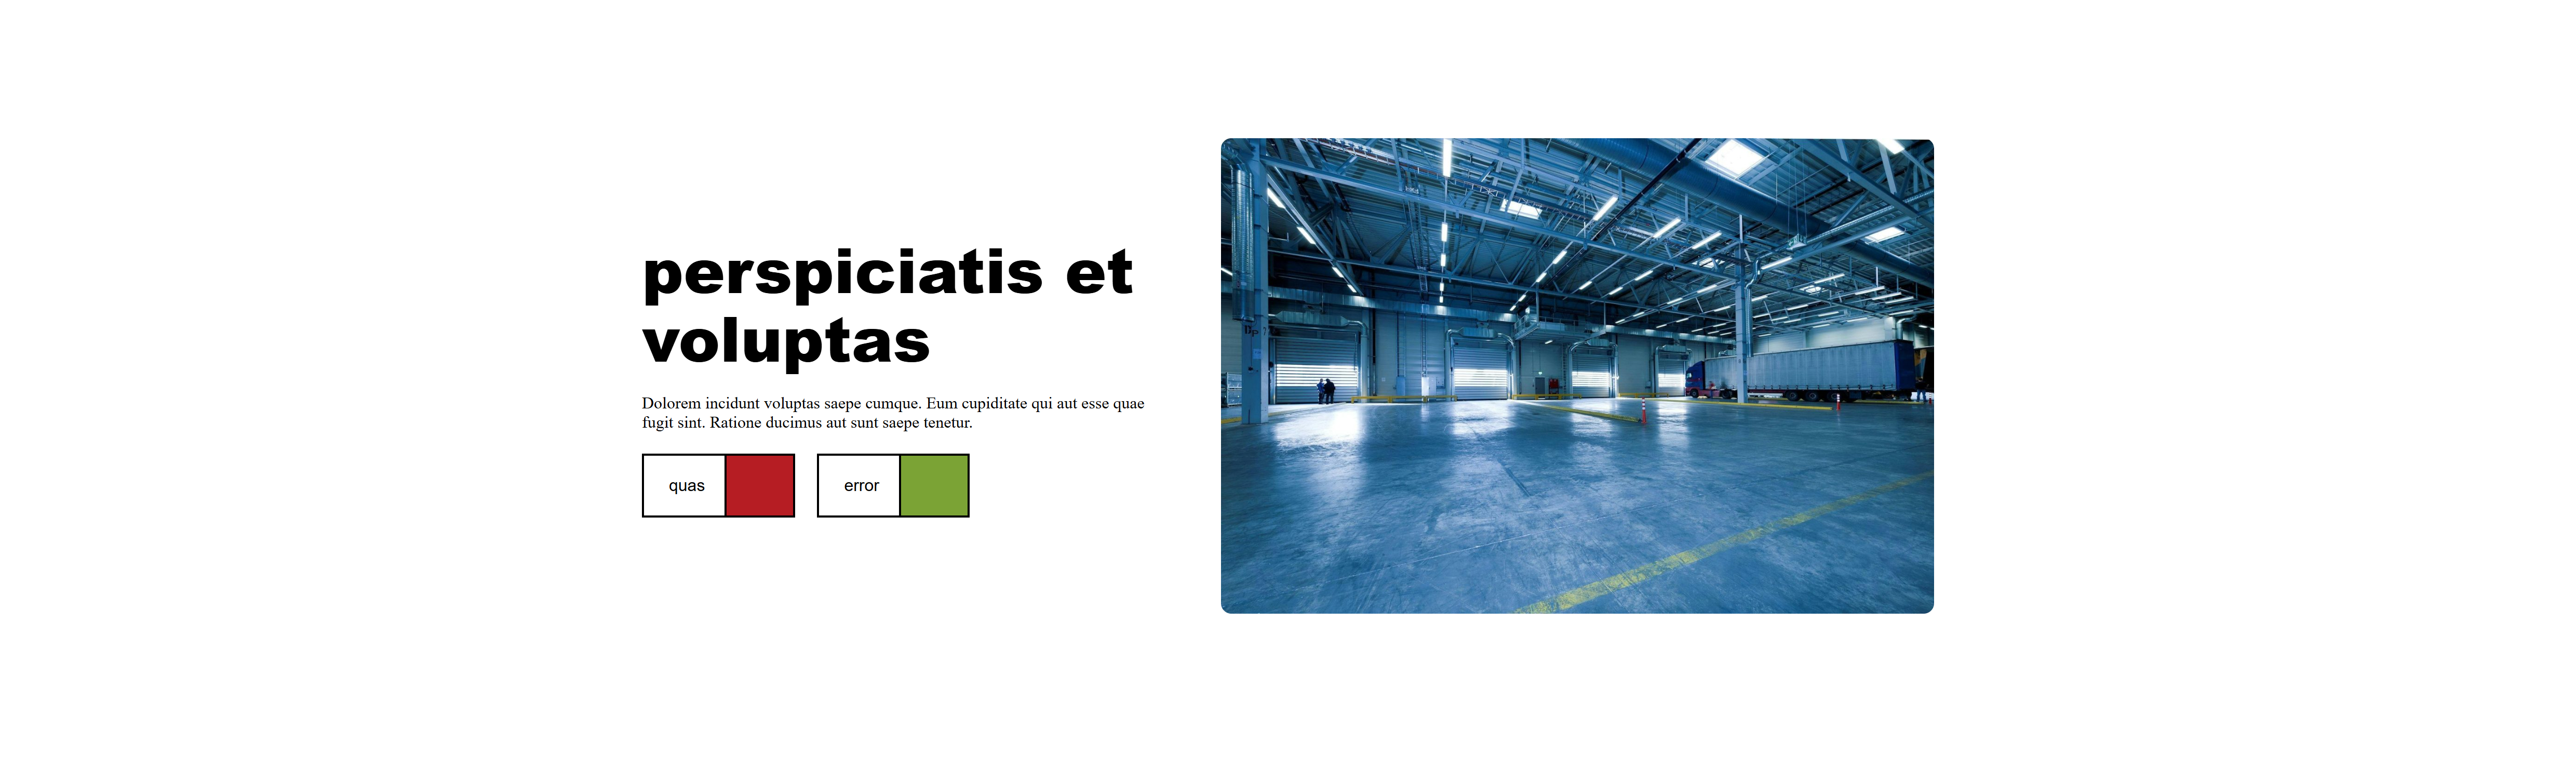 perspiciatis et
voluptas
Dolorem incidunt voluptas saepe cumque. Eum cupiditate qui aut esse quae
fugit sint. Ratione ducimus aut sunt saepe tenetur.
quas
error